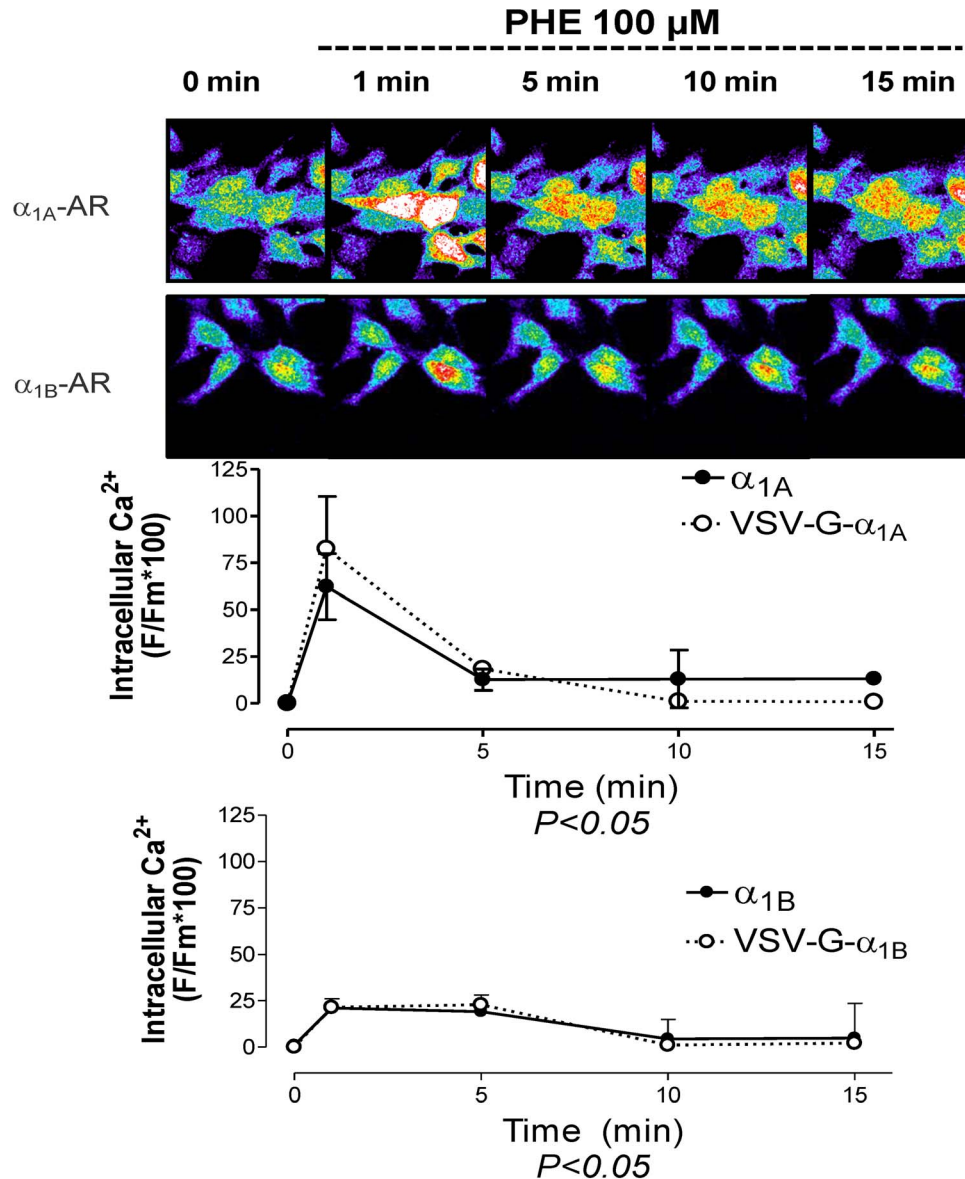 PHE 100 µM
0 min 1 min 5 min 10 min 15 min
α1A-AR
α1B-AR
Intracellular Ca2+
(F/Fm*100)
125
100
75
50
25
0
α1A
VSV-G-α1A
0 5 10 15
Time (min)
P<0.05
Intracellular Ca2+
(F/Fm*100)
125
100
75
50
25
0
α1B
VSV-G-α1B
0 5 10 15
Time (min)
P<0.05